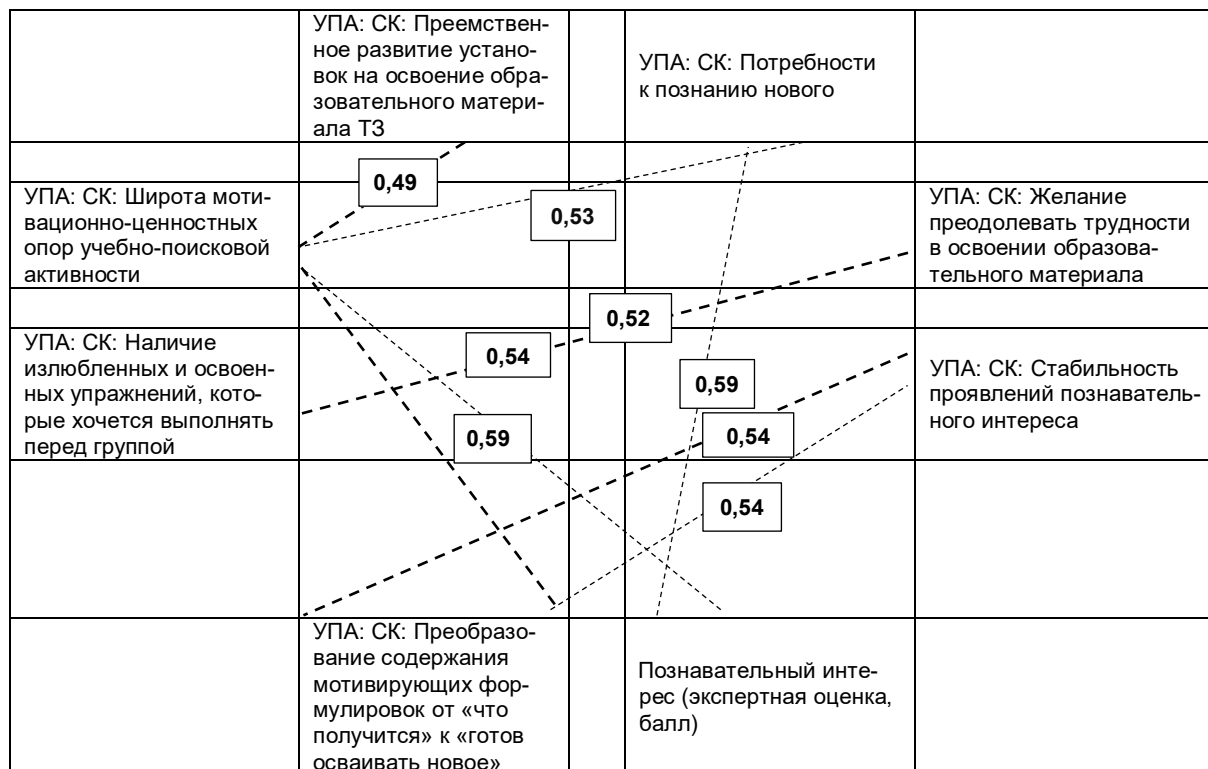 УПА: СК: Преемствен-
ное развитие устано-
вок на освоение обра-
зовательного матери-
ала ТЗ
УПА: СК: Потребности
к познанию нового
0,49
УПА: СК: Широта моти-
вационно-ценностных
опор учебно-поисковой
активности
0,53
УПА: СК: Желание
преодолевать трудности
в освоении образова-
тельного материала
0,52
УПА: СК: Наличие
излюбленных и освоен-
ных упражнений, кото-
рые хочется выполнять
перед группой
0,54
0,59
УПА: СК: Стабильность
проявлений познаватель-
ного интереса
0,59
0,54
0,54
УПА: СК: Преобразо-
вание содержания
мотивирующих фор-
мулировок от «что
получится» к «готов
осваивать новое»
Познавательный инте-
рес (экспертная оценка,
балл)